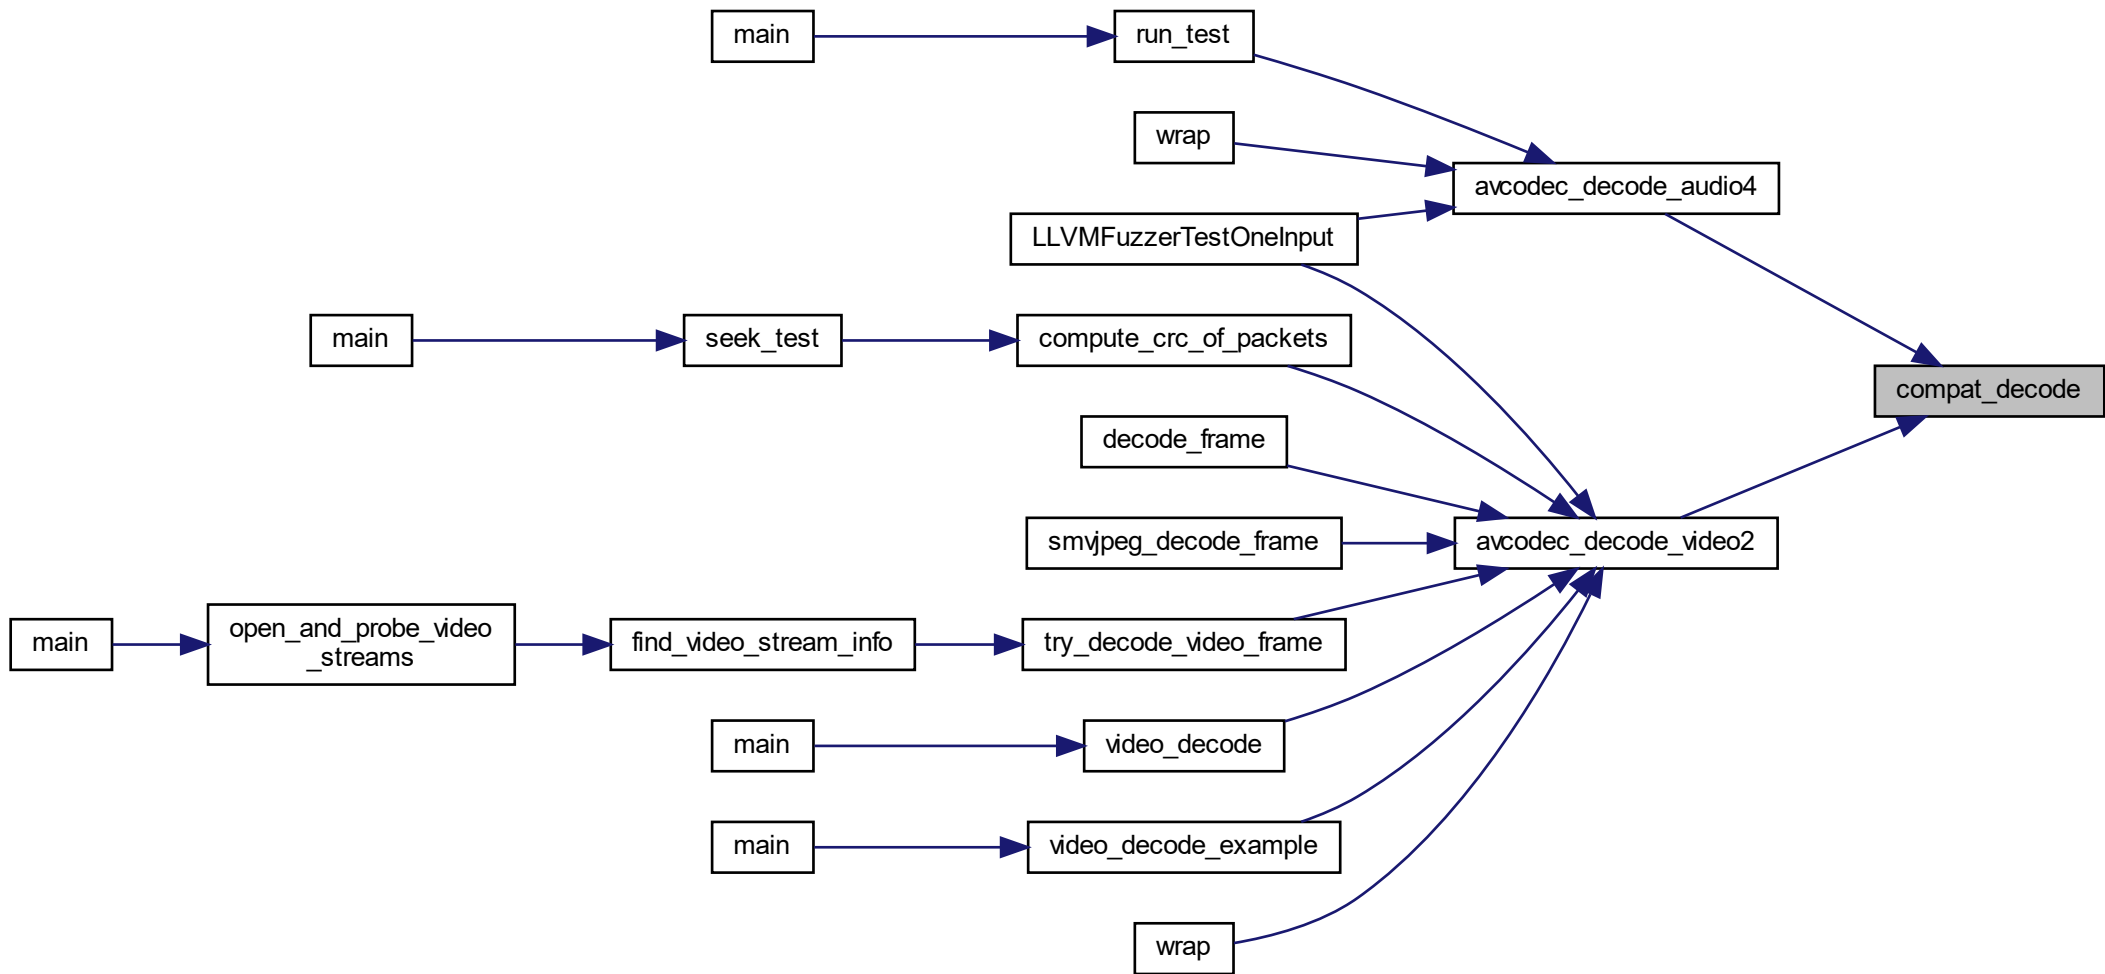 main
run_test
wrap
avcodec_decode_audio4
LLVMFuzzerTestOneInput
main
seek_test
compute_crc_of_packets
compat_decode
decode_frame
smvjpeg_decode_frame
avcodec_decode_video2
main
open_and_probe_video
_streams
find_video_stream_info
try_decode_video_frame
main
video_decode
main
video_decode_example
wrap